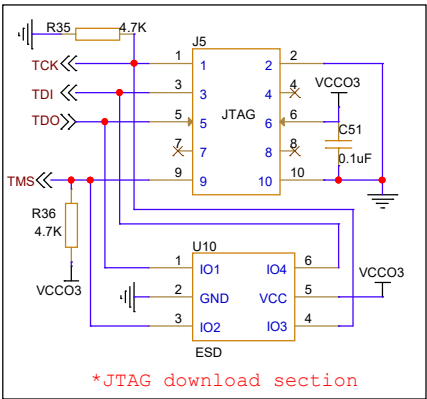 R35 4.7K
J5
TCK 1 1 2 2
VCCO3
TDI 3 3 4 4
JTAG
TDO 5 5 6 6
C51
7 7 8 8
0.1uF
TMS 9 9 10 10
R36
4.7K
U10
VCCO3
1 IO1 IO4 6
2 GND VCC 5
VCCO3
3 IO2 IO3 4
ESD
*JTAG download section